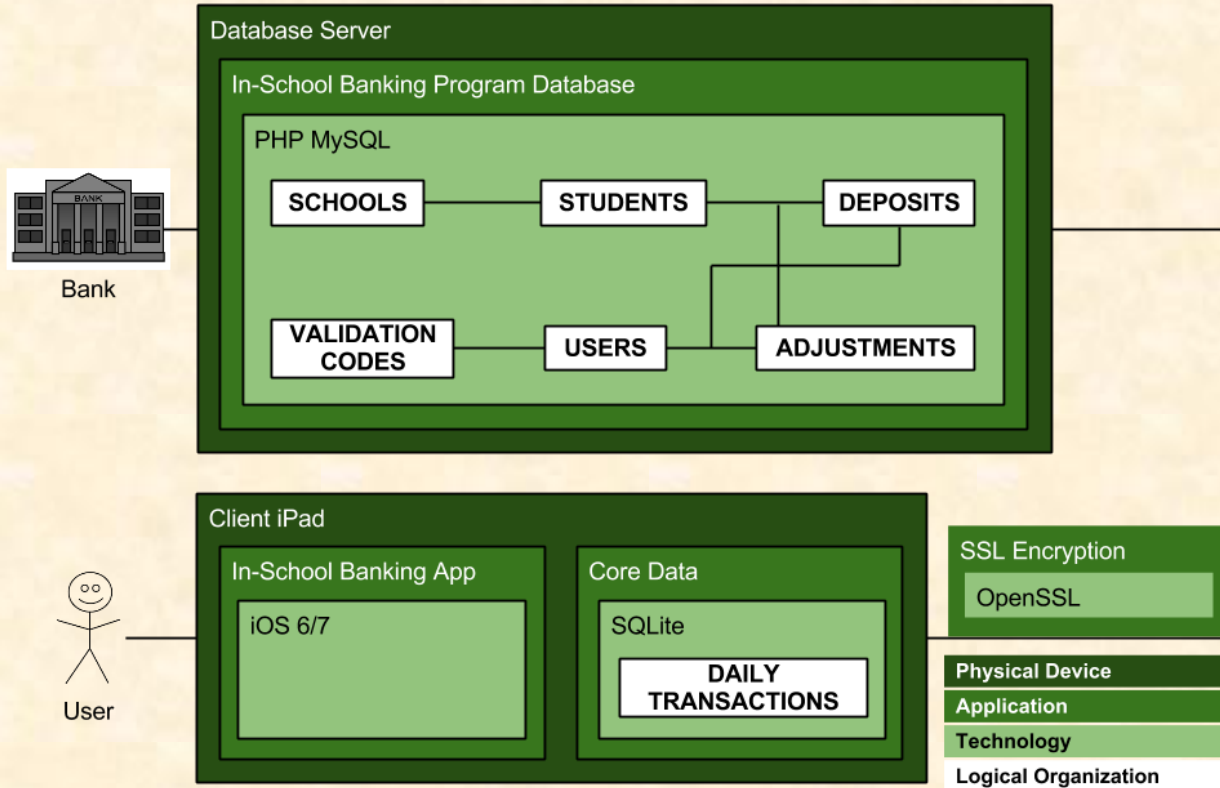 Database Server
In-School Banking Program Database
PHP MySQL
SCHOOLS
STUDENTS
DEPOSITS
BANK
Bank
VALIDATION
CODES
USERS
ADJUSTMENTS
Client iPad
In-School Banking App
iOS 6/7
Core Data
SQLite
DAILY
TRANSACTIONS
User
SSL Encryption
OpenSSL
Physical Device
Application
Technology
Logical Organization